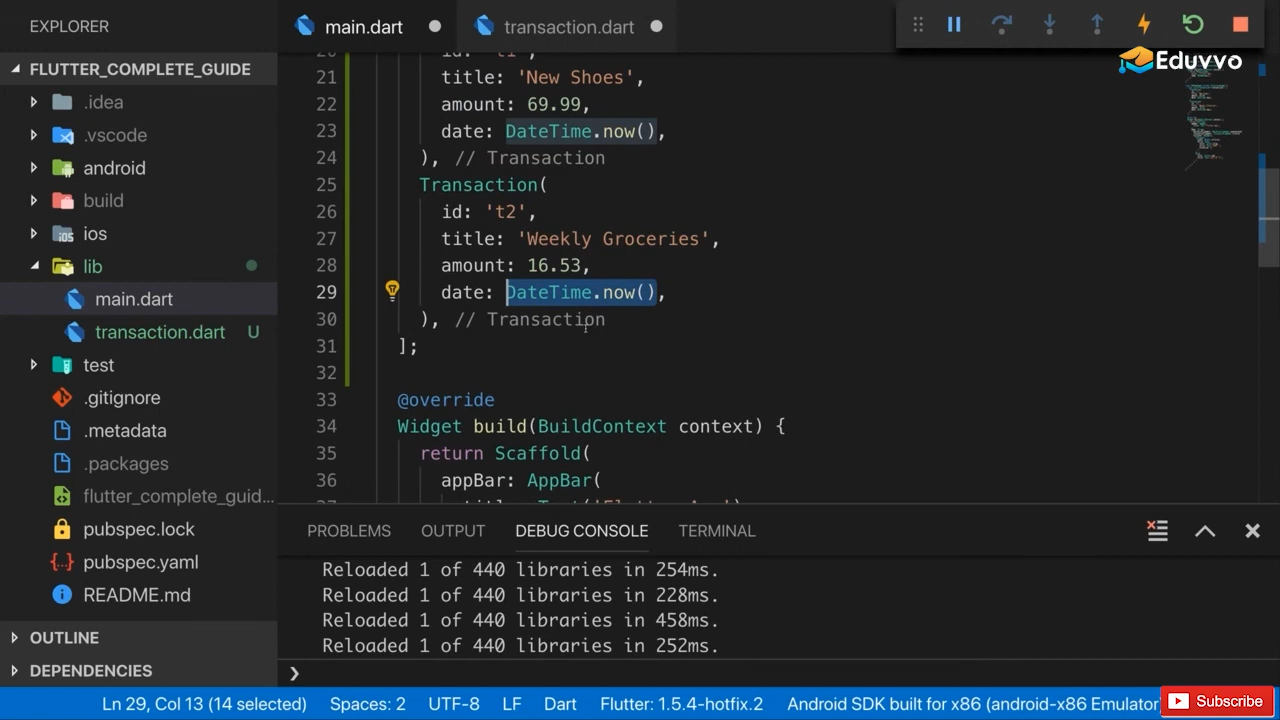 EXPLORER
main.dart
transaction.dart
Eduvvo
FLUTTER_COMPLETE_GUIDE
.idea
.vscode
android
build
ios
lib
main.dart
transaction.dart U
test
.gitignore
.metadata
.packages
flutter_complete_guid...
pubspec.lock
pubspec.yaml
README.md
OUTLINE
DEPENDENCIES
21 title: 'New Shoes',
22 amount: 69.99,
23 date: DateTime.now(),
24 ), // Transaction
25 Transaction(
26 id: 't2',
27 title: 'Weekly Groceries',
28 amount: 16.53,
29 date: DateTime.now(),
30 ), // Transaction
31 ];
32
33 @override
34 Widget build(BuildContext context) {
35 return Scaffold(
36 appBar: AppBar(
PROBLEMS OUTPUT DEBUG CONSOLE TERMINAL
Reloaded 1 of 440 libraries in 254ms.
Reloaded 1 of 440 libraries in 228ms.
Reloaded 1 of 440 libraries in 458ms.
Reloaded 1 of 440 libraries in 252ms.
❯
Ln 29, Col 13 (14 selected) Spaces: 2 UTF-8 LF Dart Flutter: 1.5.4-hotfix.2 Android SDK built for x86 (android-x86 Emulator)
Subscribe